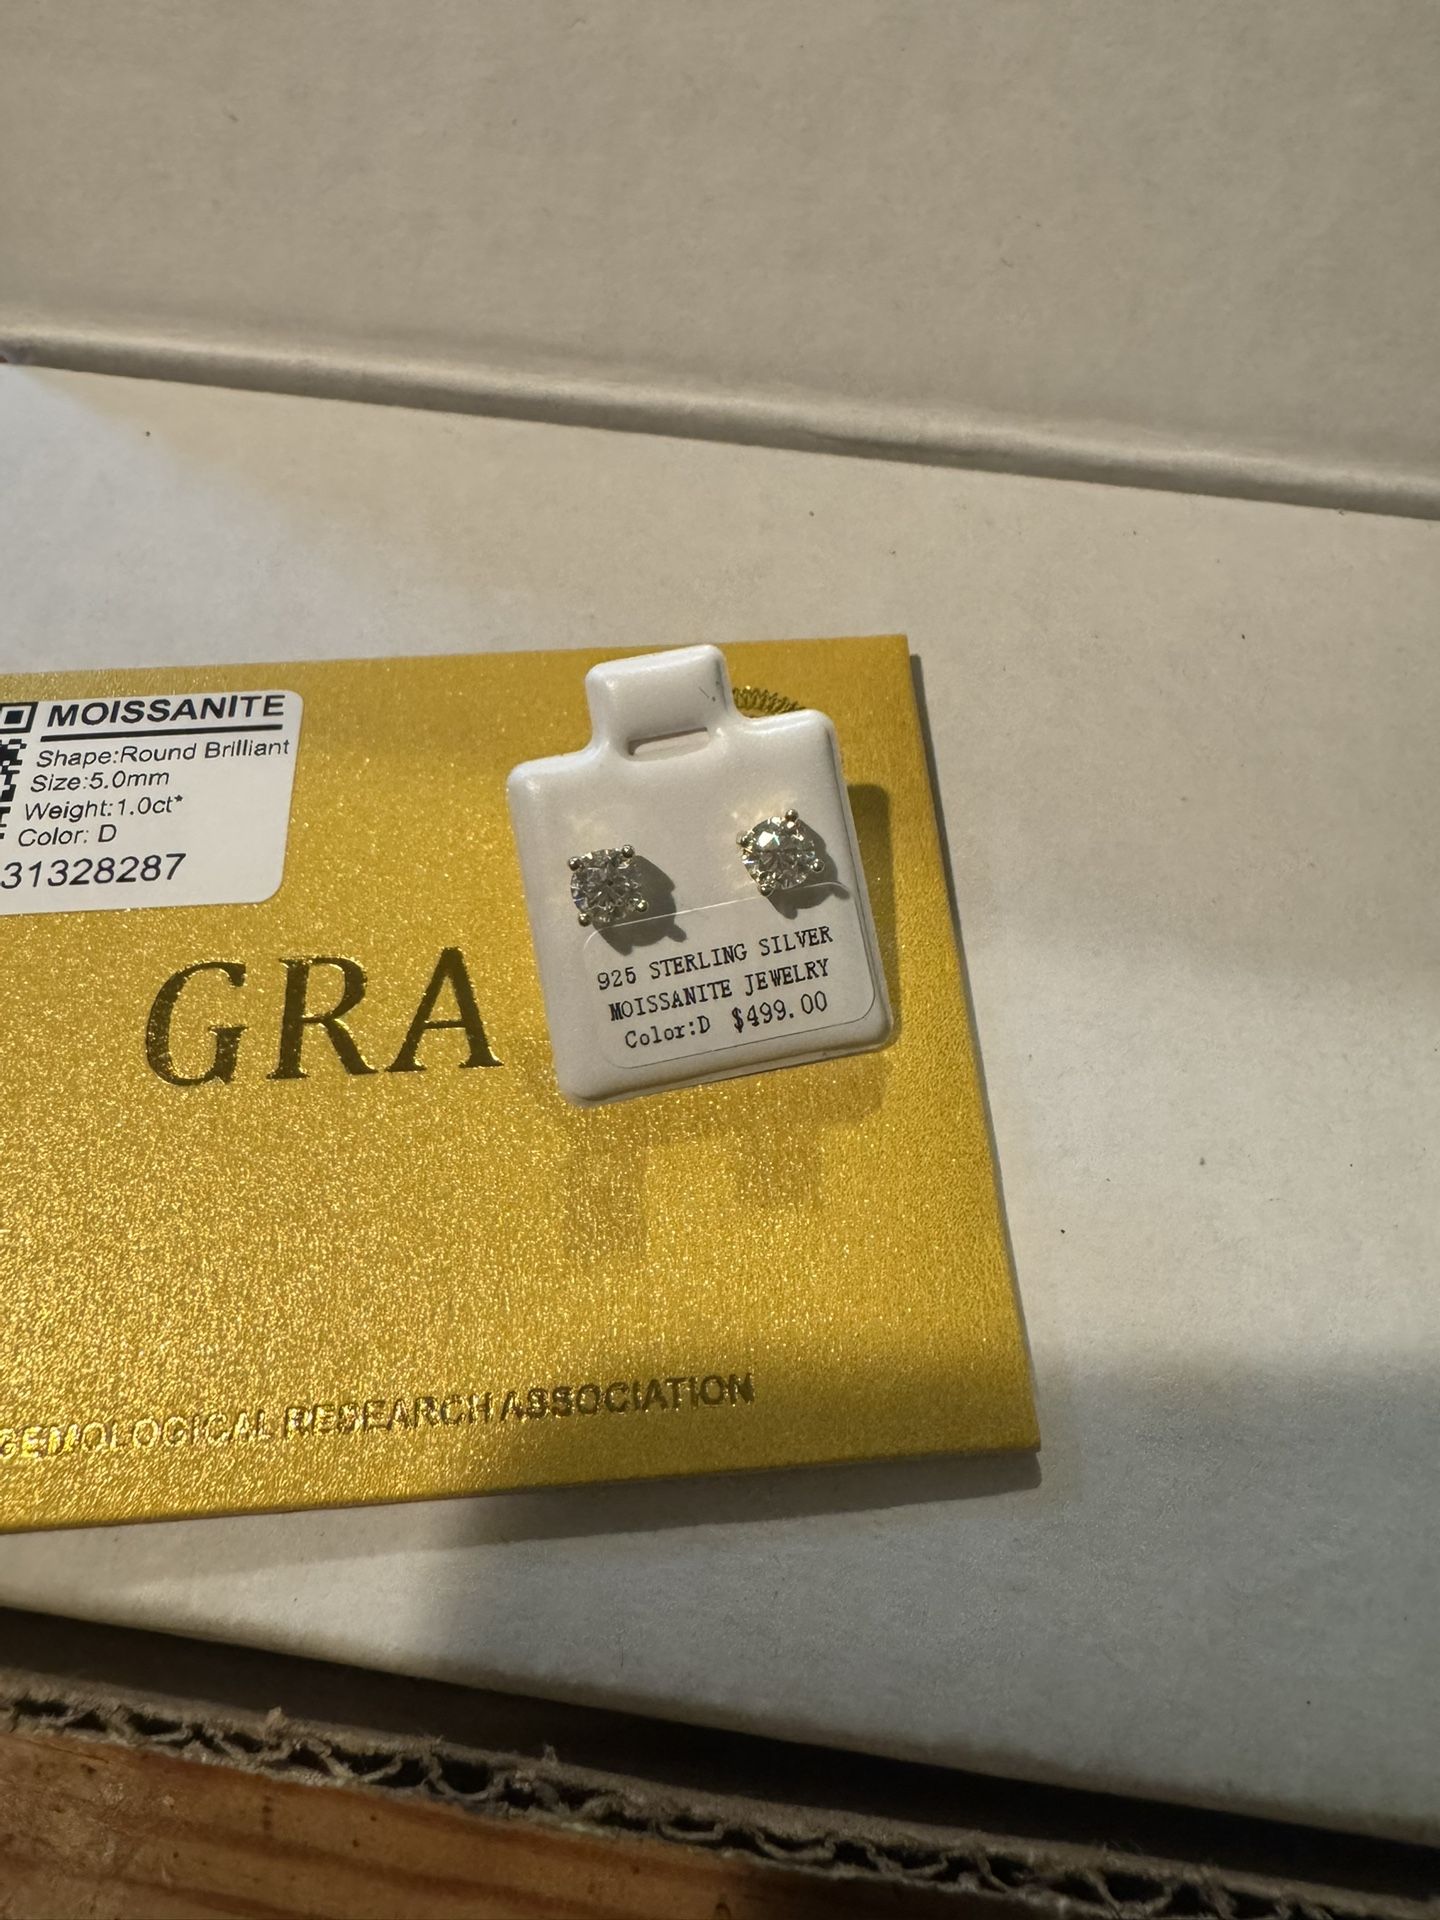 MOISSANITE
Shape:Round Brilliant
Size:5.0mm
Weight:1.0ct*
Color: D
31328287
GRA
925 STERLING SILVER
MOISSANITE JEWELRY
Color:D $499.00
GEMOLOGICAL RESEARCH ASSOCIATION